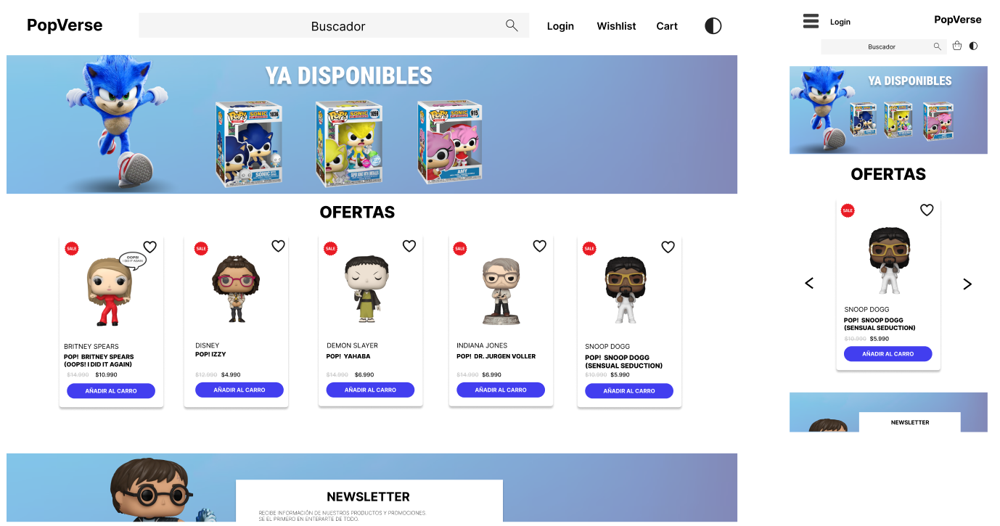 PopVerse
Buscador
Login
Wishlist
Cart
YA DISPONIBLES
POP! SONIC 1036
SONIC
POP! SONIC 1059
POP! SONIC 915
AMY
OFERTAS
SALE
OOPS!
I DID IT AGAIN
BRITNEY SPEARS
POP! BRITNEY SPEARS
(OOPS! I DID IT AGAIN)
$14.990 $10.990
AÑADIR AL CARRO
SALE
DISNEY
POP! IZZY
$12.990 $4.990
AÑADIR AL CARRO
SALE
DEMON SLAYER
POP! YAHABA
$14.990 $6.990
AÑADIR AL CARRO
SALE
INDIANA JONES
POP! DR. JURGEN VOLLER
$14.990 $6.990
AÑADIR AL CARRO
SALE
SNOOP DOGG
POP! SNOOP DOGG
(SENSUAL SEDUCTION)
$10.990 $5.990
AÑADIR AL CARRO
NEWSLETTER
RECIBE INFORMACIÓN DE NUESTROS PRODUCTOS Y PROMOCIONES.
SE EL PRIMERO EN ENTERARTE DE TODO.
Login
PopVerse
Buscador
YA DISPONIBLES
OFERTAS
SALE
SNOOP DOGG
POP! SNOOP DOGG
(SENSUAL SEDUCTION)
$10.990 $5.990
AÑADIR AL CARRO
< >
NEWSLETTER